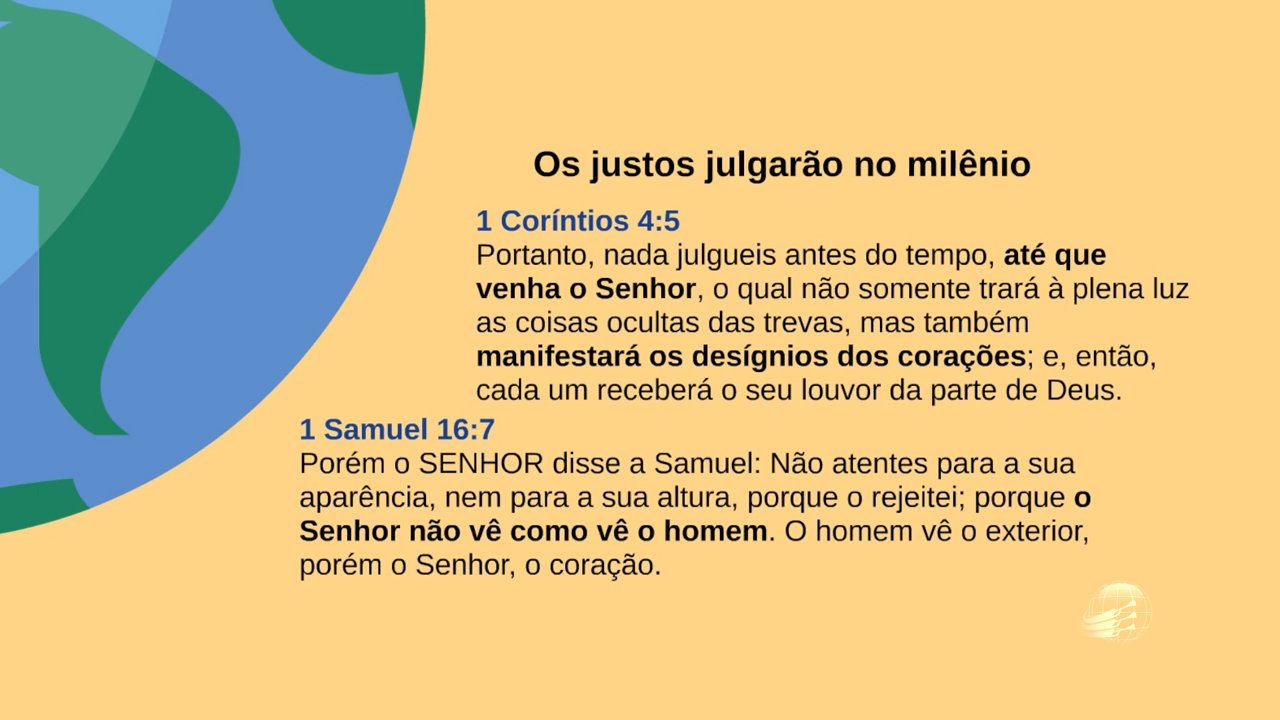 Os justos julgarão no milênio
1 Coríntios 4:5
Portanto, nada julgueis antes do tempo, até que
venha o Senhor, o qual não somente trará à plena luz
as coisas ocultas das trevas, mas também
manifestará os desígnios dos corações; e, então,
cada um receberá o seu louvor da parte de Deus.
1 Samuel 16:7
Porém o SENHOR disse a Samuel: Não atentes para a sua
aparência, nem para a sua altura, porque o rejeitei; porque o
Senhor não vê como vê o homem. O homem vê o exterior,
porém o Senhor, o coração.